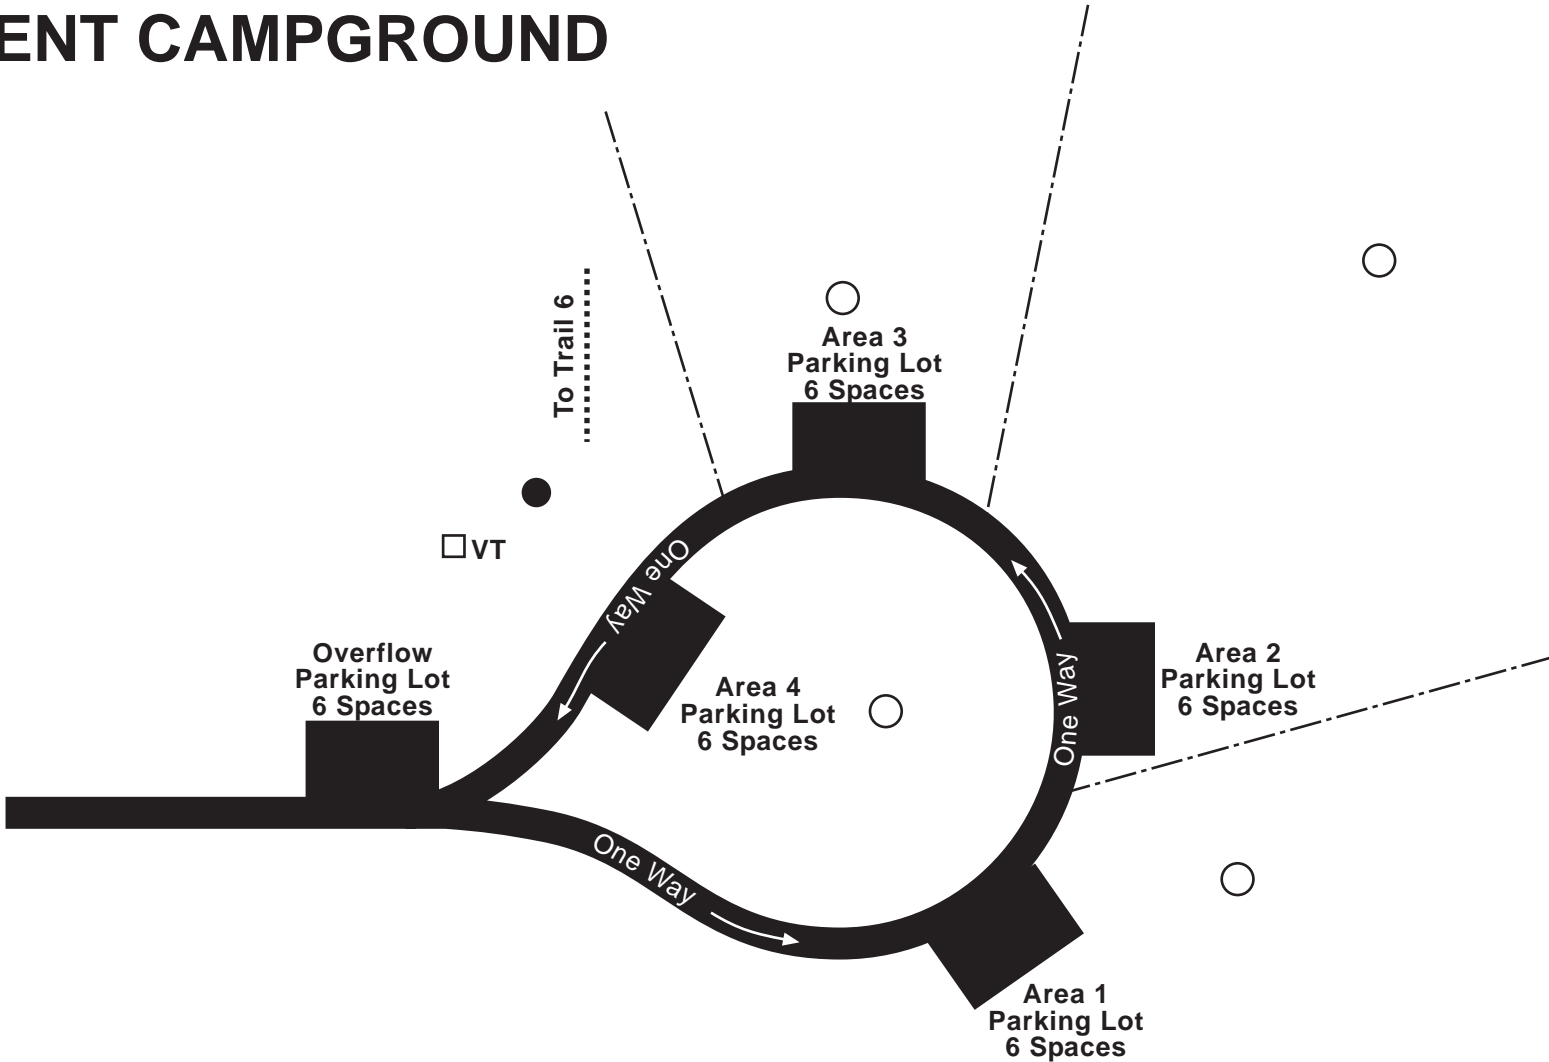 ENT CAMPGROUND
To Trail 6
Area 3
Parking Lot
6 Spaces
VT
One Way
Overflow
Parking Lot
6 Spaces
Area 4
Parking Lot
6 Spaces
One Way
Area 2
Parking Lot
6 Spaces
One Way
Area 1
Parking Lot
6 Spaces